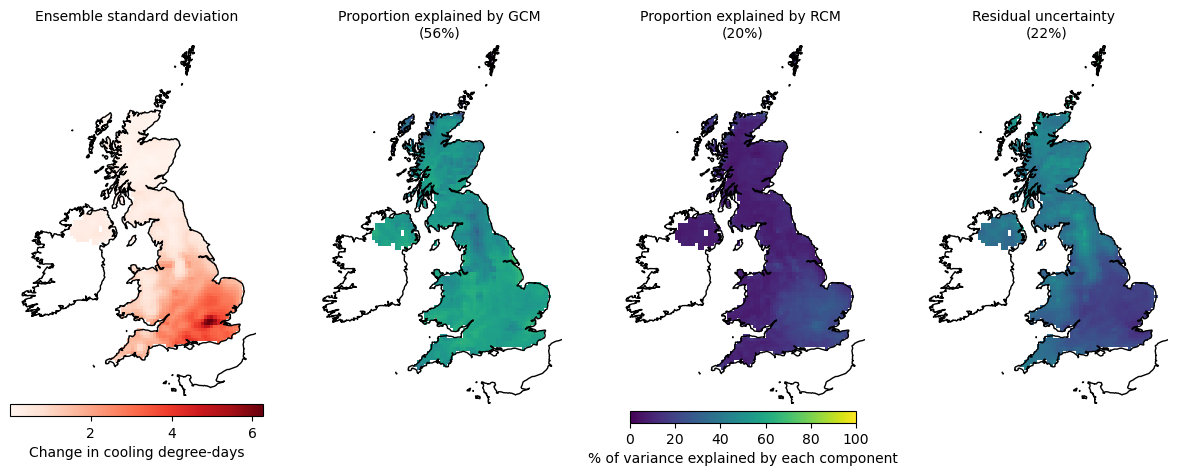 Ensemble standard deviation
Proportion explained by GCM
(56%)
Proportion explained by RCM
(20%)
Residual uncertainty
(22%)
2 4 6
Change in cooling degree-days
0 20 40 60 80 100
% of variance explained by each component